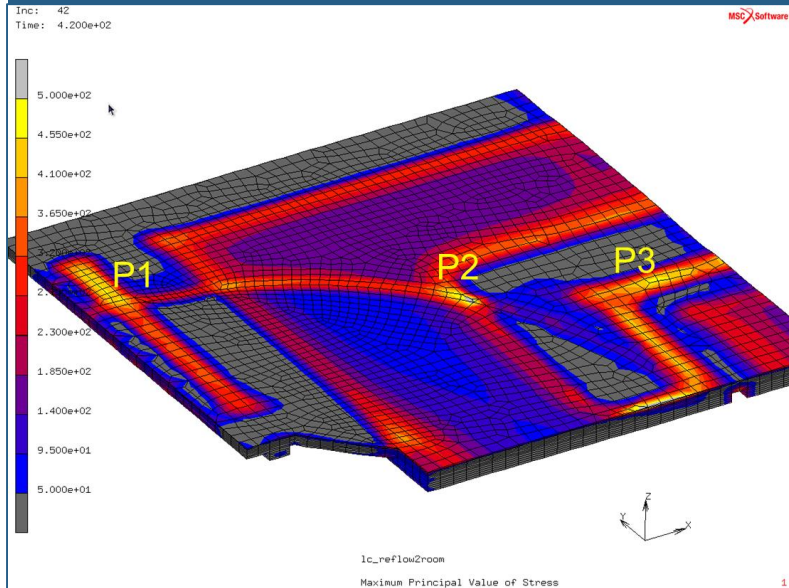 Inc: 42
Time: 4.200e+02
MSC Software
5.000e+02
4.550e+02
4.100e+02
3.650e+02
2.300e+02
1.850e+02
1.400e+02
9.500e+01
5.000e+01
P1
P2
P3
Z
Y
X
lc_reflow2room
Maximum Principal Value of Stress
1